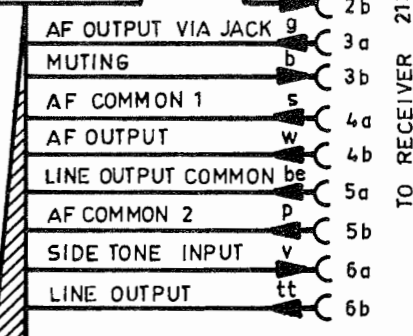 2b
AF OUTPUT VIA JACK g 3a
MUTING b 3b
AF COMMON 1 s 4a
AF OUTPUT w 4b
LINE OUTPUT COMMON be 5a
AF COMMON 2 p 5b
SIDE TONE INPUT v 6a
LINE OUTPUT tt 6b
TO RECEIVER